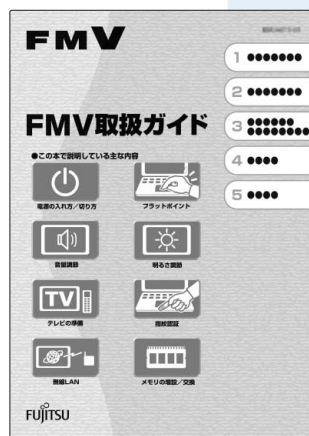 FMV
1 ●●●●●●●
2 ●●●●●●●
FMV取扱ガイド
3 ●●●●●●
●●●●●●●●●
●この本で説明している主な内容
4 ●●●●
5 ●●●●
電源の入れ方／切り方
フラットポイント
音量調節
明るさ調節
TV
テレビの準備
指紋認証
無線LAN
メモリの増設／交換
FUJITSU